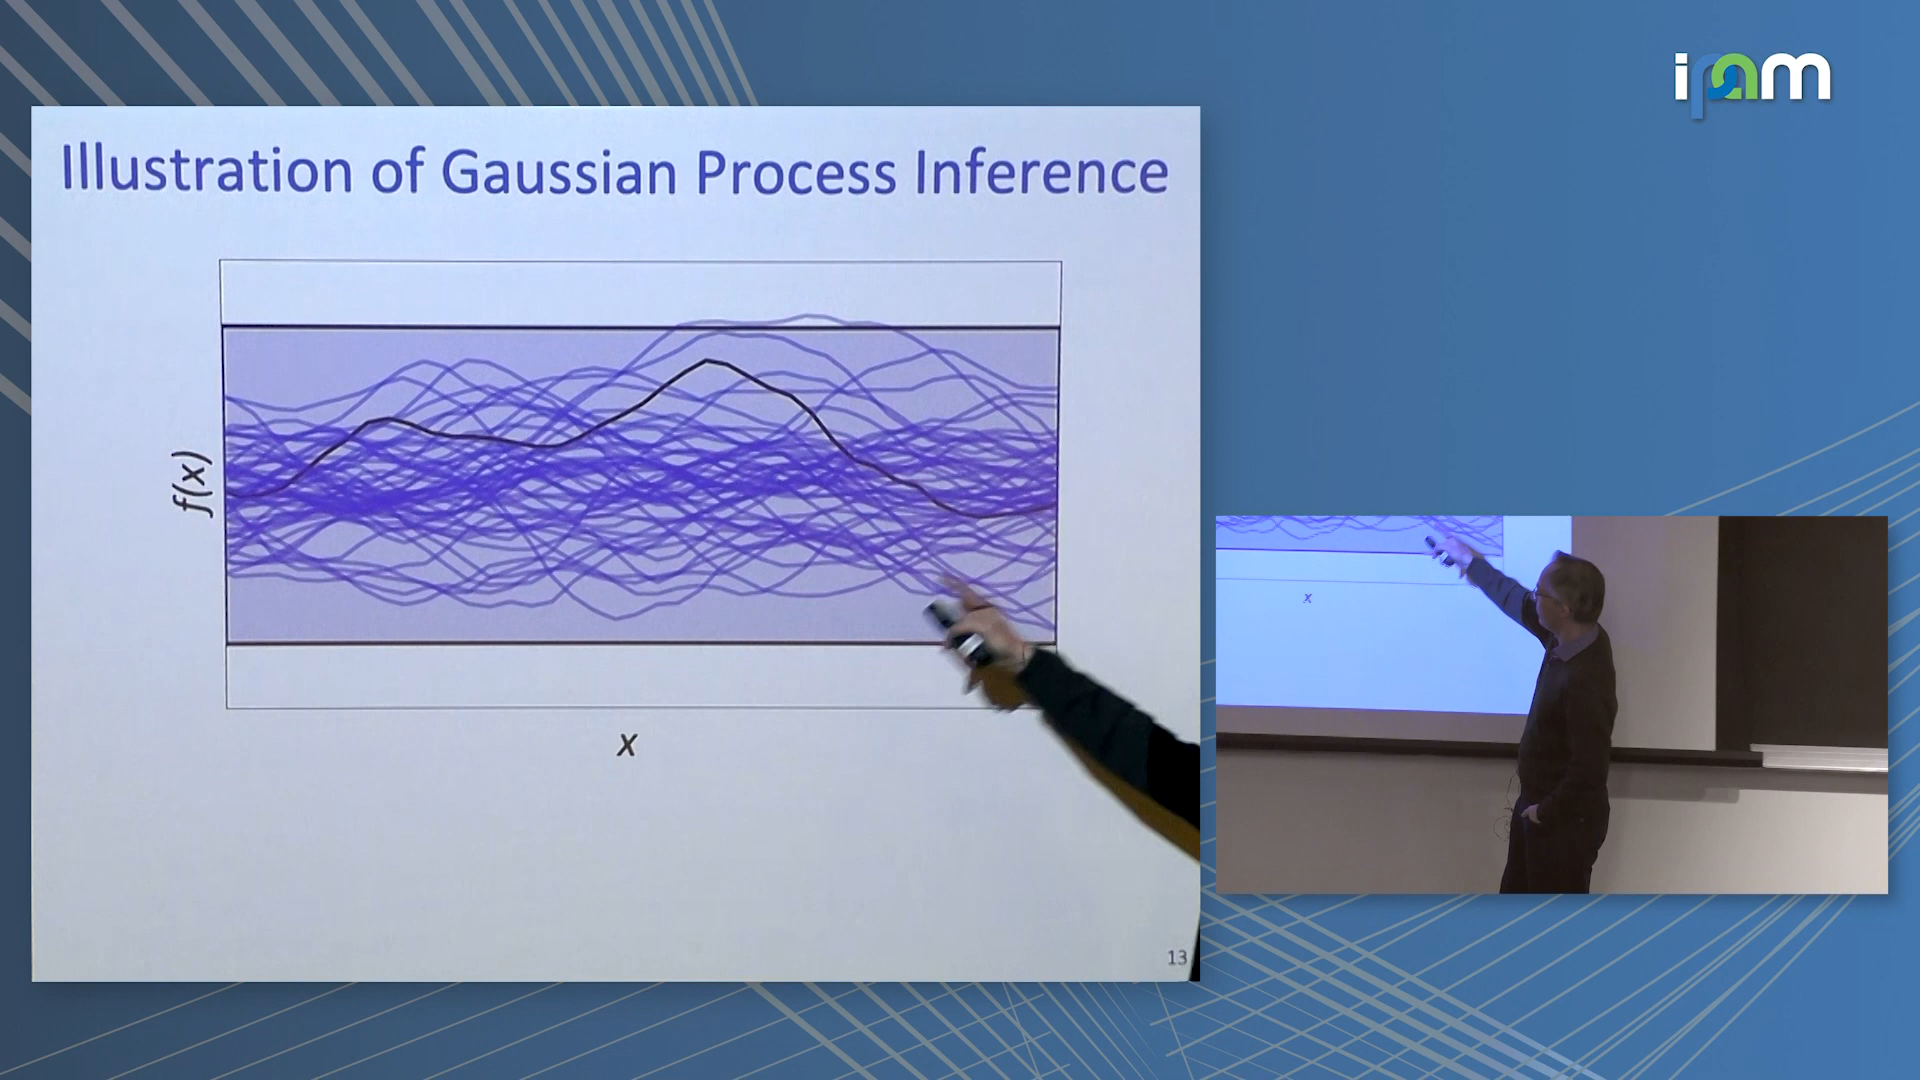 ipam
Illustration of Gaussian Process Inference
f(x)
x
13
x